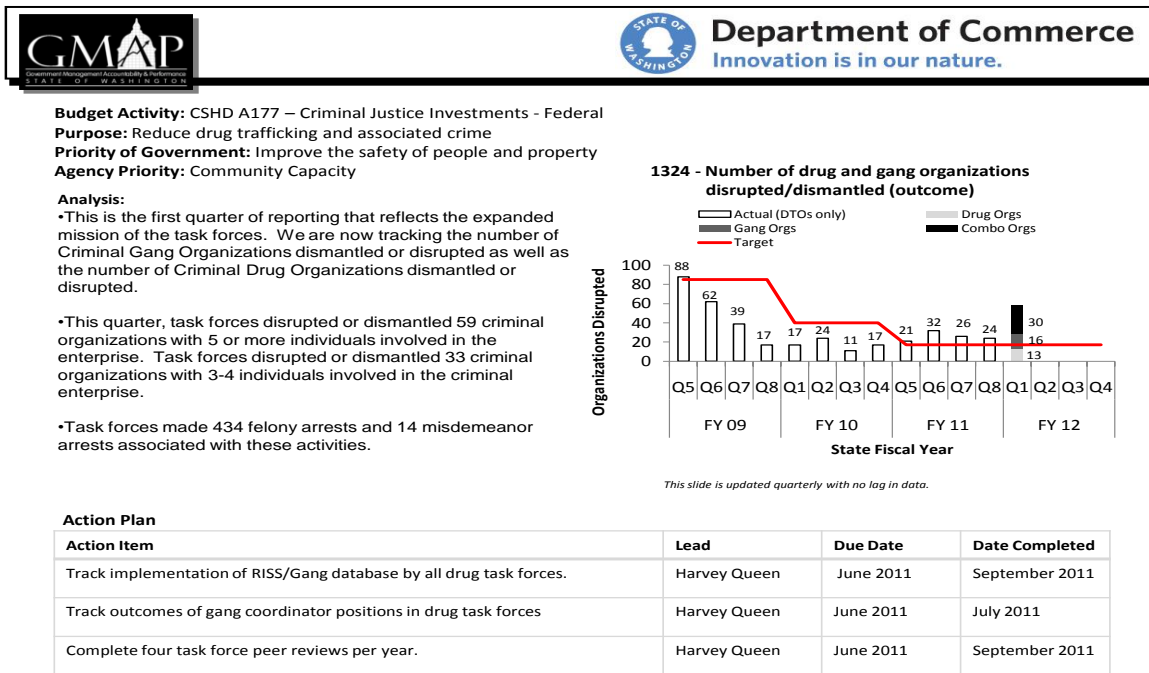 GMAP
Government Management Accountability & Performance
STATE OF WASHINGTON
STATE OF WASHINGTON
Department of Commerce
Innovation is in our nature.
Budget Activity: CSHD A177 – Criminal Justice Investments - Federal
Purpose: Reduce drug trafficking and associated crime
Priority of Government: Improve the safety of people and property
Agency Priority: Community Capacity
Analysis:
•This is the first quarter of reporting that reflects the expanded
mission of the task forces. We are now tracking the number of
Criminal Gang Organizations dismantled or disrupted as well as
the number of Criminal Drug Organizations dismantled or
disrupted.
•This quarter, task forces disrupted or dismantled 59 criminal
organizations with 5 or more individuals involved in the
enterprise. Task forces disrupted or dismantled 33 criminal
organizations with 3-4 individuals involved in the criminal
enterprise.
•Task forces made 434 felony arrests and 14 misdemeanor
arrests associated with these activities.
1324 - Number of drug and gang organizations
disrupted/dismantled (outcome)
Actual (DTOs only) Drug Orgs
Gang Orgs Combo Orgs
Target
Organizations Disrupted
100
80
60
40
20
0
88 62 39 17 17 24 11 17 21 32 26 24 30
16
13
Q5 Q6 Q7 Q8 Q1 Q2 Q3 Q4 Q5 Q6 Q7 Q8 Q1 Q2 Q3 Q4
FY 09 FY 10 FY 11 FY 12
State Fiscal Year
This slide is updated quarterly with no lag in data.
Action Plan
Action Item Lead Due Date Date Completed
Track implementation of RISS/Gang database by all drug task forces. Harvey Queen June 2011 September 2011
Track outcomes of gang coordinator positions in drug task forces Harvey Queen June 2011 July 2011
Complete four task force peer reviews per year. Harvey Queen June 2011 September 2011